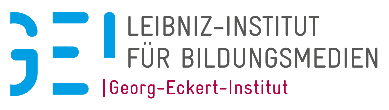 GEI
LEIBNIZ-INSTITUT
FÜR BILDUNGSMEDIEN
|Georg-Eckert-Institut